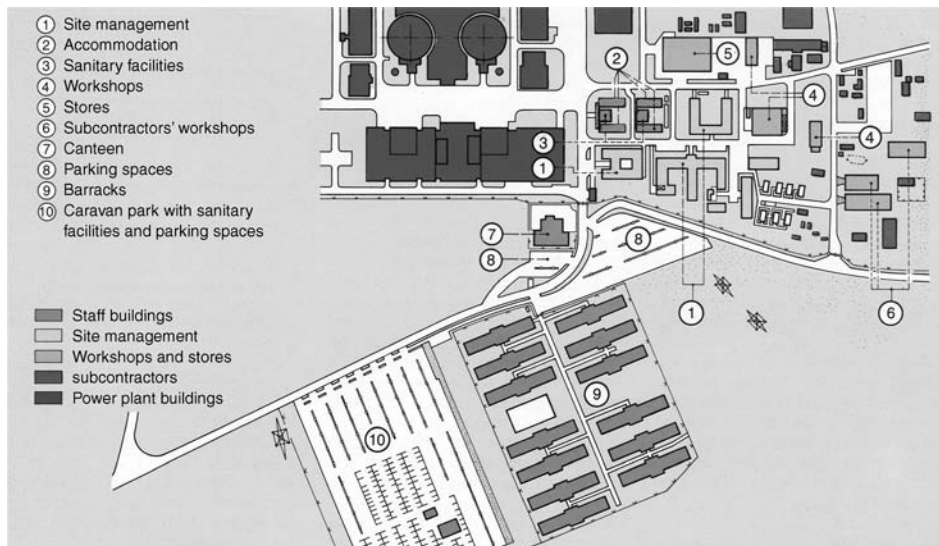 1 Site management
2 Accommodation
3 Sanitary facilities
4 Workshops
5 Stores
6 Subcontractors' workshops
7 Canteen
8 Parking spaces
9 Barracks
10 Caravan park with sanitary
facilities and parking spaces
Staff buildings
Site management
Workshops and stores
subcontractors
Power plant buildings
2
5
4
3
4
1
7
8
8
1
6
9
10